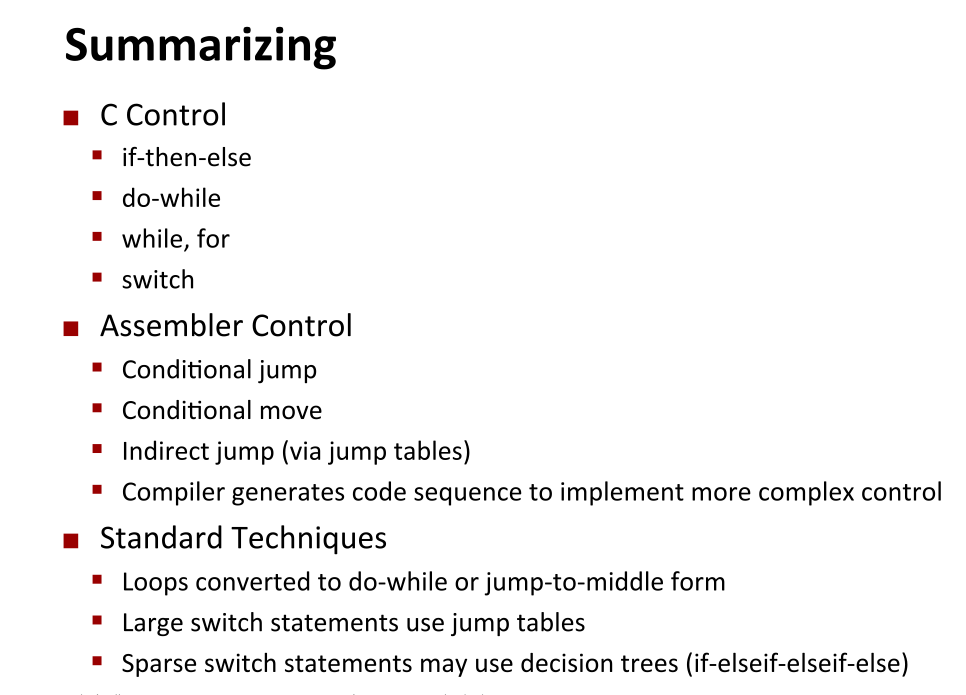 Summarizing
C Control
if-then-else
do-while
while, for
switch
Assembler Control
Conditional jump
Conditional move
Indirect jump (via jump tables)
Compiler generates code sequence to implement more complex control
Standard Techniques
Loops converted to do-while or jump-to-middle form
Large switch statements use jump tables
Sparse switch statements may use decision trees (if-elseif-elseif-else)